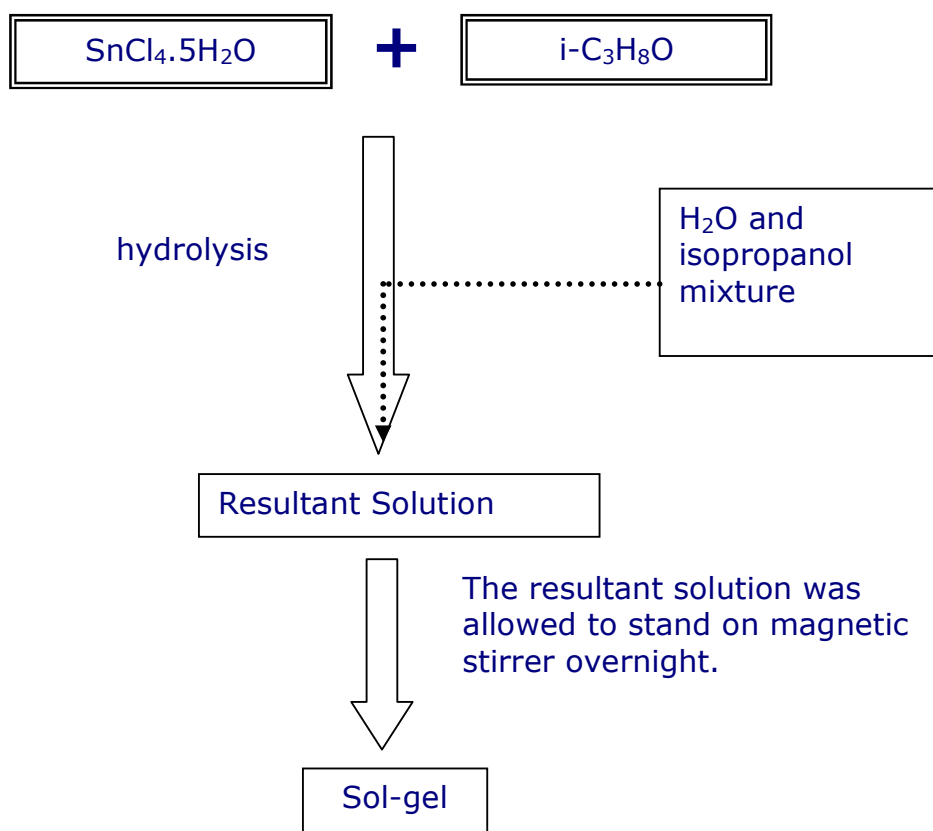 SnCl₄.5H₂O
+
i-C₃H₈O
hydrolysis
H₂O and
isopropanol
mixture
Resultant Solution
The resultant solution was
allowed to stand on magnetic
stirrer overnight.
Sol-gel